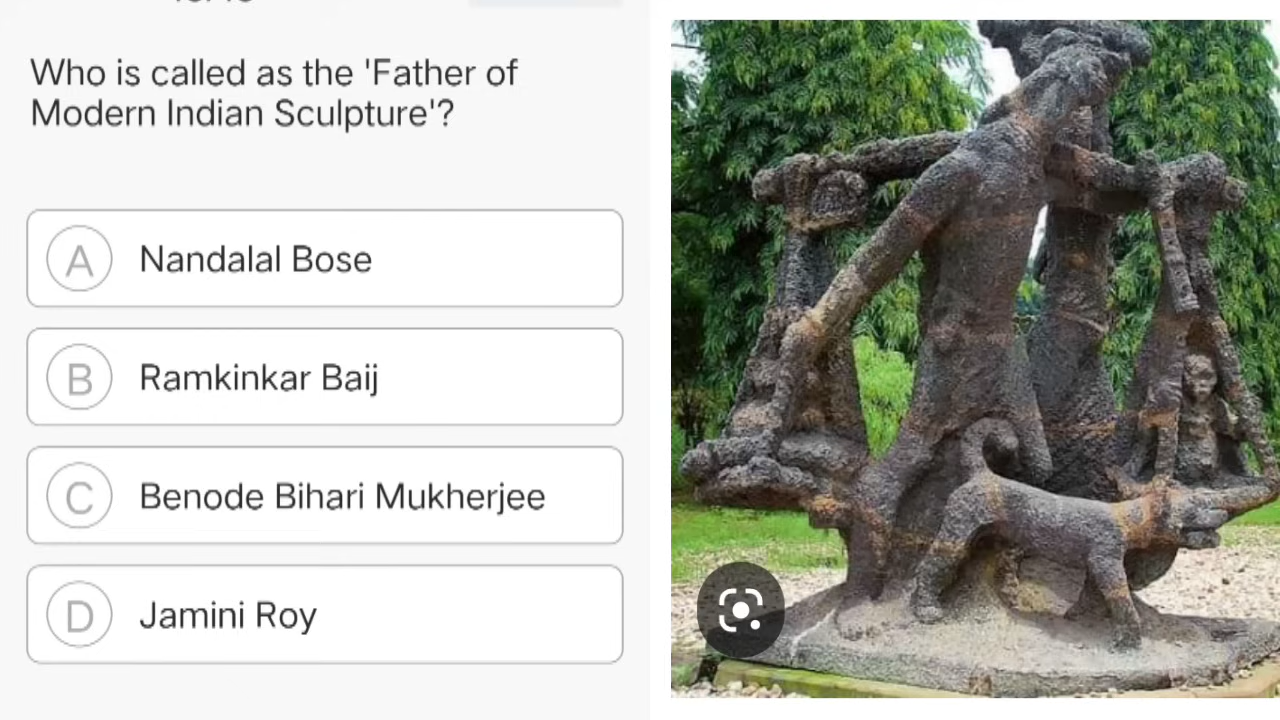 Who is called as the 'Father of
Modern Indian Sculpture'?
A Nandalal Bose
B Ramkinkar Baij
C Benode Bihari Mukherjee
D Jamini Roy